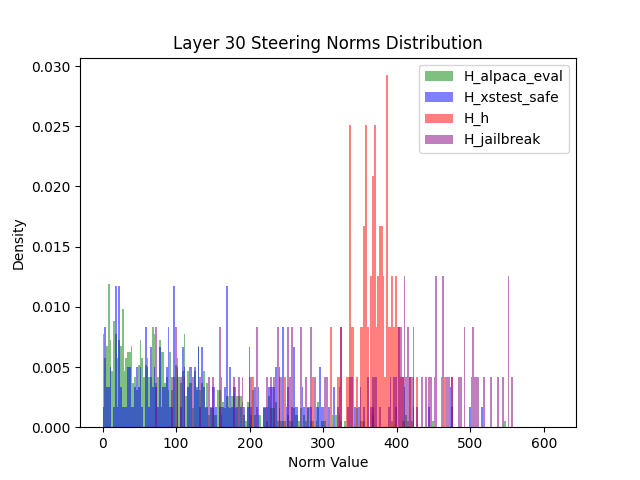 Layer 30 Steering Norms Distribution
H_alpaca_eval
H_xstest_safe
H_h
H_jailbreak
0.030
0.025
0.020
0.015
0.010
0.005
0.000
Density
0 100 200 300 400 500 600
Norm Value